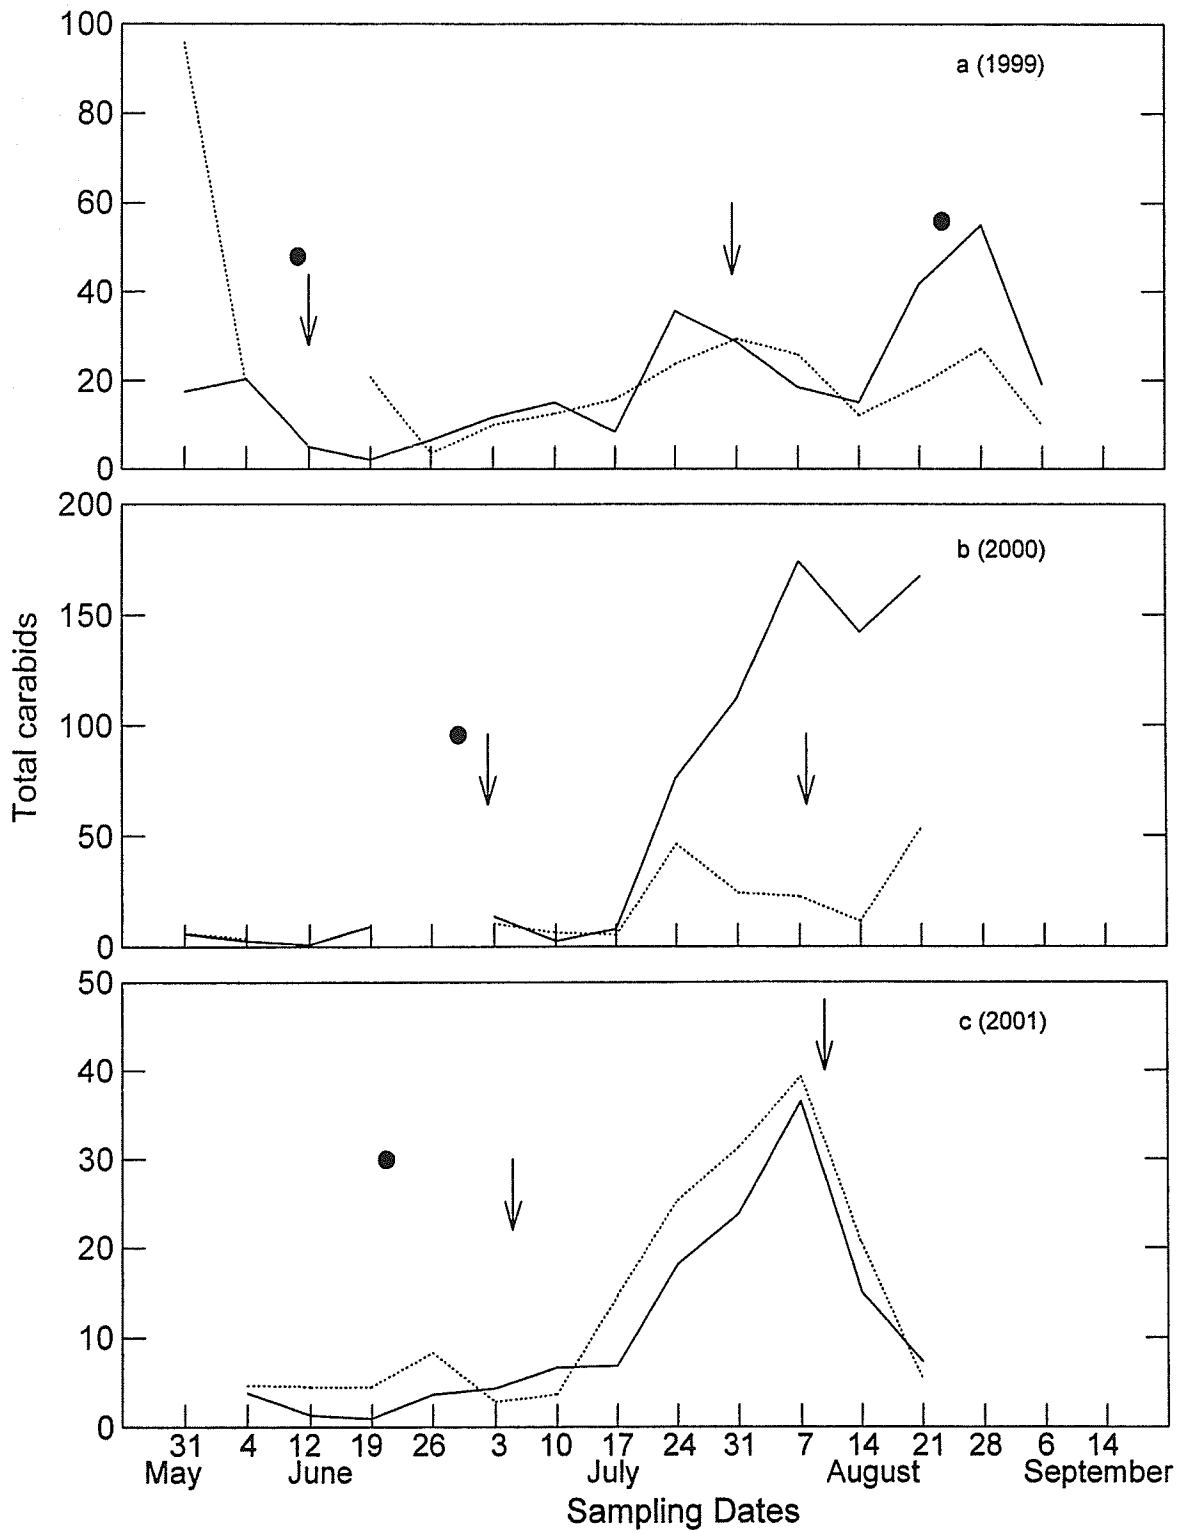 100
a (1999)
80
60
40
20
0
200
b (2000)
150
100
50
0
50
c (2001)
40
30
20
10
0
Total carabids
31 4 12 19 26 3 10 17 24 31 7 14 21 28 6 14
May June July August September
Sampling Dates